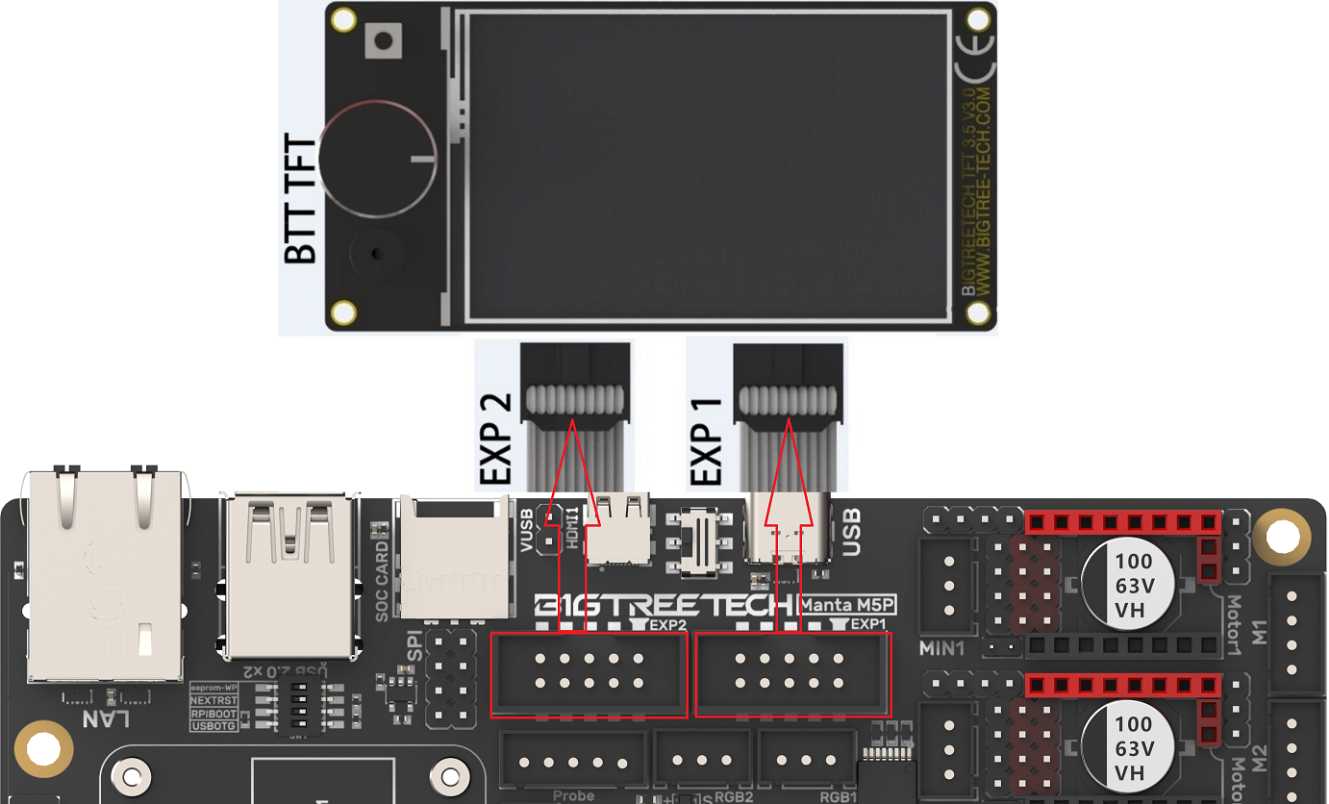 BTT TFT
BIGTREETECH TFT 3.5 V3.0
WWW.BIGTREE-TECH.COM
CE
EXP 2
EXP 1
VUSB
HDMI1
USB
SOC CARD
BIGTREETECH
Manta M5P
EXP2
EXP1
SPI
MIN1
100
63V
VH
Motor1
M1
USB 2.0 x2
eeprom-WP
NEXTRST
RPIBOOT
USBOTG
LAN
100
63V
VH
M2
Probe
RGB2
RGB1